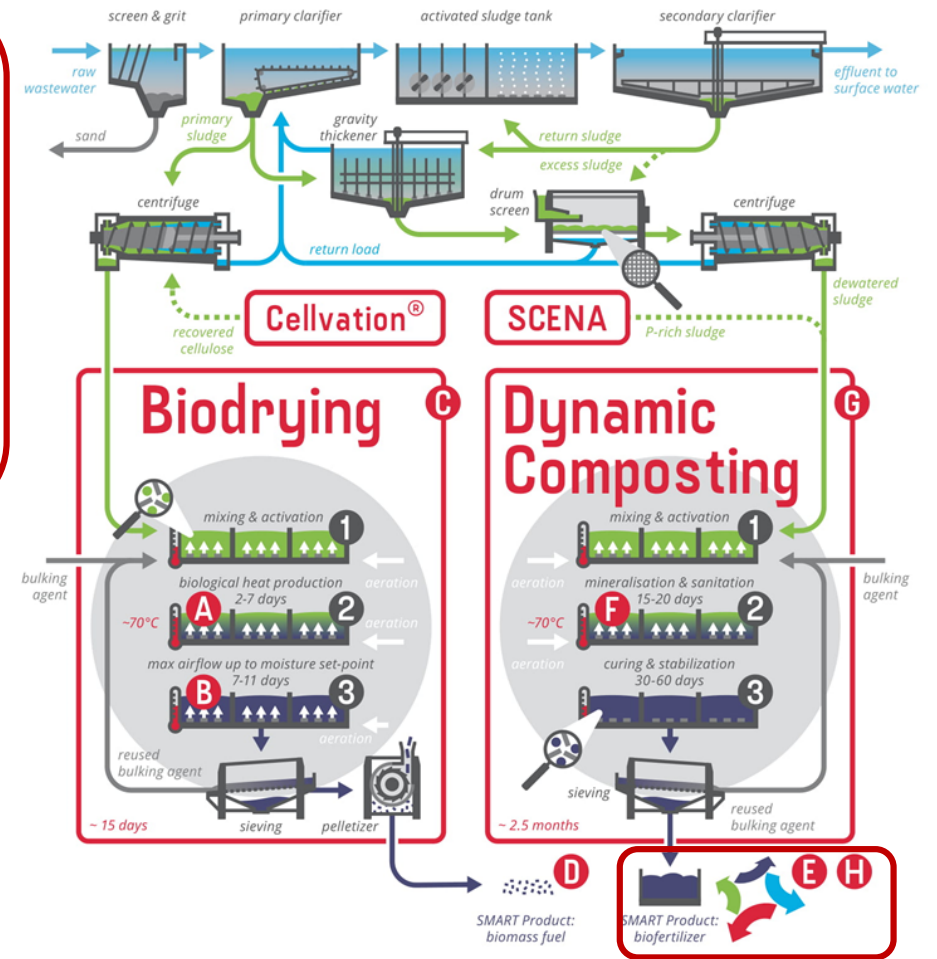 screen & grit
primary clarifier
activated sludge tank
secondary clarifier
raw
wastewater
effluent to
surface water
sand
primary
sludge
gravity
thickener
return sludge
excess sludge
drum
screen
centrifuge
centrifuge
return load
dewatered
sludge
recovered
cellulose
Cellvation®
SCENA
P-rich sludge
Biodrying
C
mixing & activation
1
bulking
agent
aeration
biological heat production
2-7 days
~70°C
A
2
aeration
max airflow up to moisture set-point
7-11 days
B
3
aeration
reused
bulking agent
~ 15 days
sieving
pelletizer
Dynamic
Composting
G
mixing & activation
1
aeration
bulking
agent
mineralisation & sanitation
15-20 days
~70°C
F
2
aeration
curing & stabilization
30-60 days
3
sieving
reused
bulking agent
~ 2.5 months
D
SMART Product:
biomass fuel
E H
SMART Product:
biofertilizer